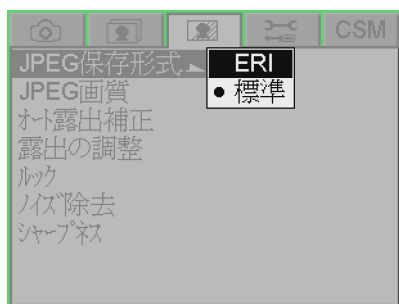 CSM
JPEG保存形式
ERI
● 標準
JPEG画質
ｵｰﾄ露出補正
露出の調整
ﾙｯｸ
ﾉｲｽﾞ除去
ｼｬｰﾌﾟﾈｽ